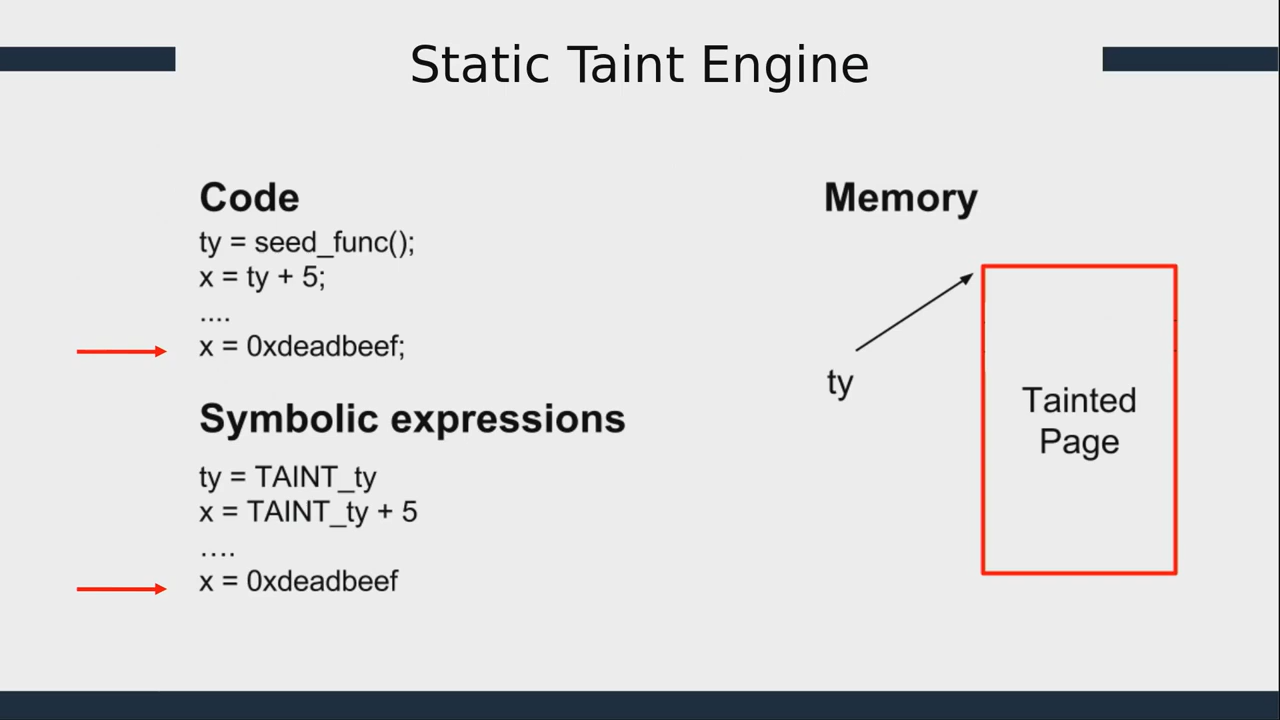 Static Taint Engine
Code
ty = seed_func();
x = ty + 5;
....
x = 0xdeadbeef;
Symbolic expressions
ty = TAINT_ty
x = TAINT_ty + 5
....
x = 0xdeadbeef
Memory
ty
Tainted
Page